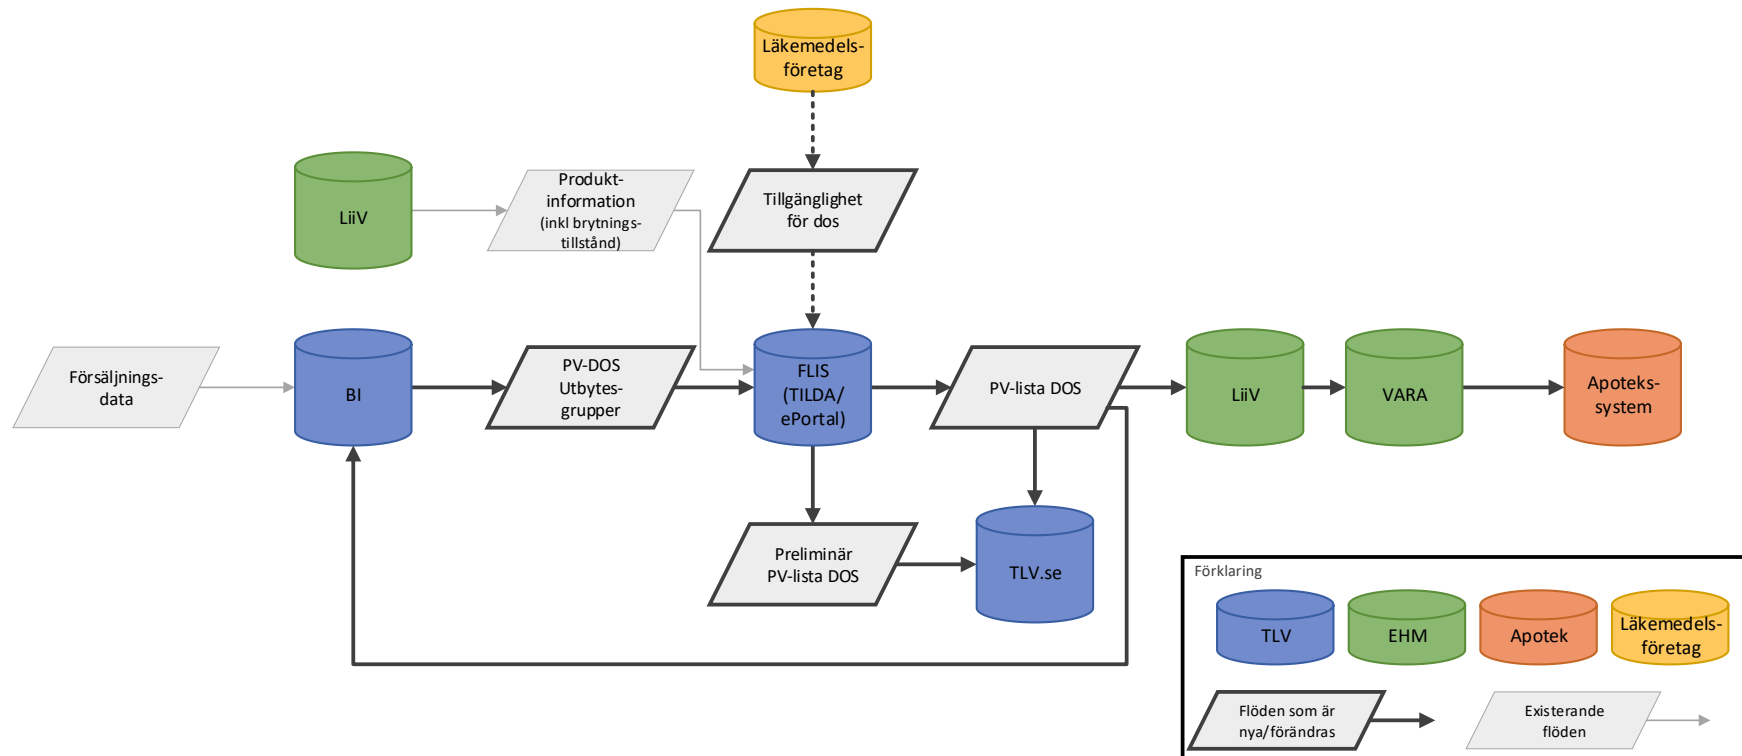 Läkemedels-
företag
LiiV
Produkt-
information
(inkl brytnings-
tillstånd)
Tillgänglighet
för dos
Försäljnings-
data
BI
PV-DOS
Utbytes-
grupper
FLIS
(TILDA/
ePortal)
PV-lista DOS
LiiV
VARA
Apoteks-
system
Preliminär
PV-lista DOS
TLV.se
Förklaring
TLV
EHM
Apotek
Läkemedels-
företag
Flöden som är
nya/förändras
Existerande
flöden